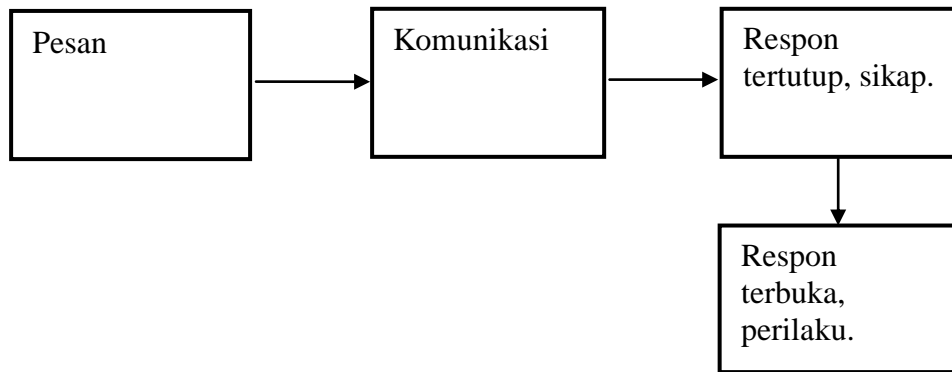 Pesan
Komunikasi
Respon
tertutup, sikap.
Respon
terbuka,
perilaku.